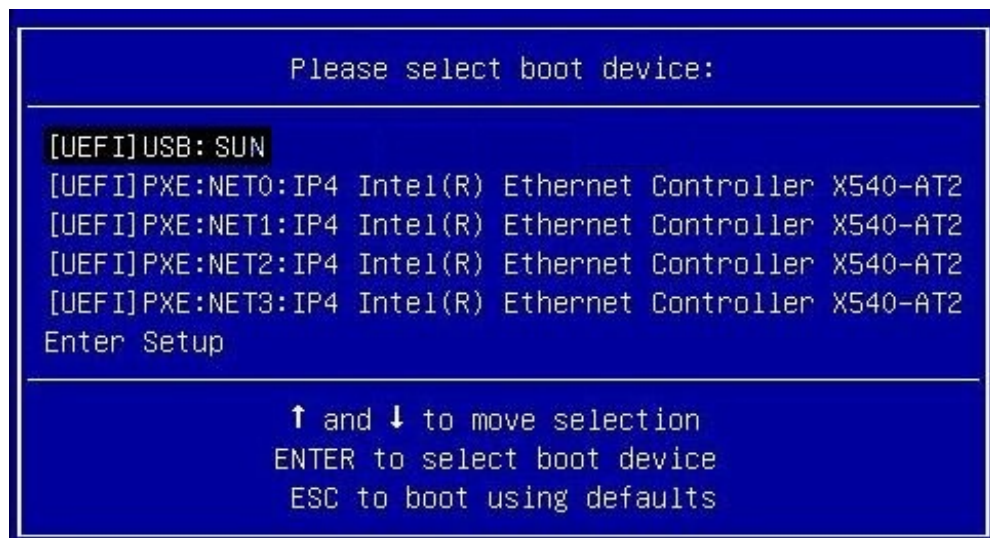 Please select boot device:
[UEFI]USB:SUN
[UEFI]PXE:NET0:IP4 Intel(R) Ethernet Controller X540-AT2
[UEFI]PXE:NET1:IP4 Intel(R) Ethernet Controller X540-AT2
[UEFI]PXE:NET2:IP4 Intel(R) Ethernet Controller X540-AT2
[UEFI]PXE:NET3:IP4 Intel(R) Ethernet Controller X540-AT2
Enter Setup
↑ and ↓ to move selection
ENTER to select boot device
ESC to boot using defaults